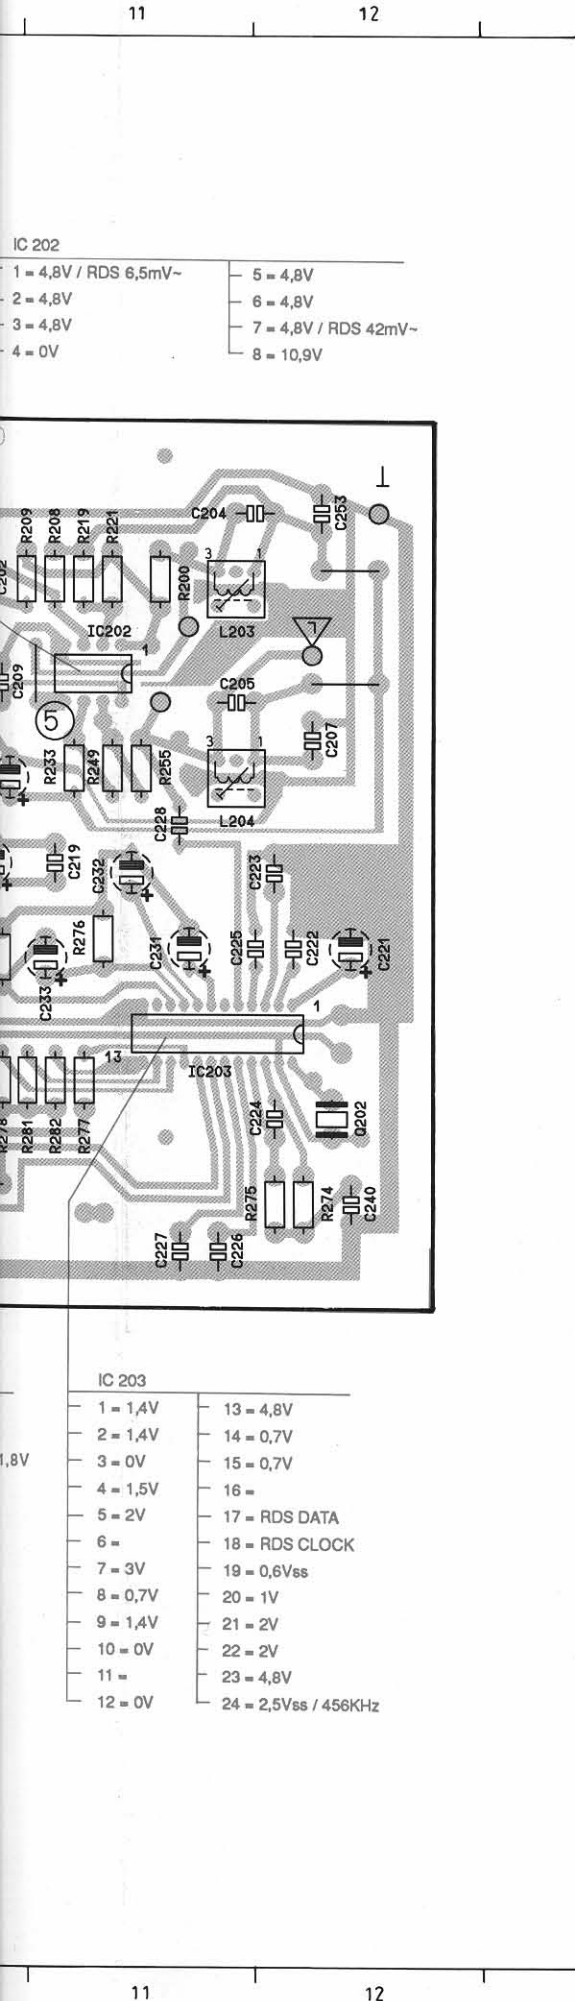 11 12
IC 202
1 = 4,8V / RDS 6,5mV~
2 = 4,8V
3 = 4,8V
4 = 0V
5 = 4,8V
6 = 4,8V
7 = 4,8V / RDS 42mV~
8 = 10,9V
R209
R208
R219
R221
C204
C253
R200
3 1
L203
IC202
1
7
C209
5
C205
C207
R233
R249
R255
3 1
L204
C228
C219
C232
C223
R276
C231
C225
C222
C221
C233
1
13
IC203
R278
R281
R282
R277
C224
Q202
R275
R274
C240
C227
C226
IC 203
1 = 1,4V
2 = 1,4V
3 = 0V
4 = 1,5V
5 = 2V
6 =
7 = 3V
8 = 0,7V
9 = 1,4V
10 = 0V
11 =
12 = 0V
13 = 4,8V
14 = 0,7V
15 = 0,7V
16 =
17 = RDS DATA
18 = RDS CLOCK
19 = 0,6Vss
20 = 1V
21 = 2V
22 = 2V
23 = 4,8V
24 = 2,5Vss / 456KHz
1,8V
11 12